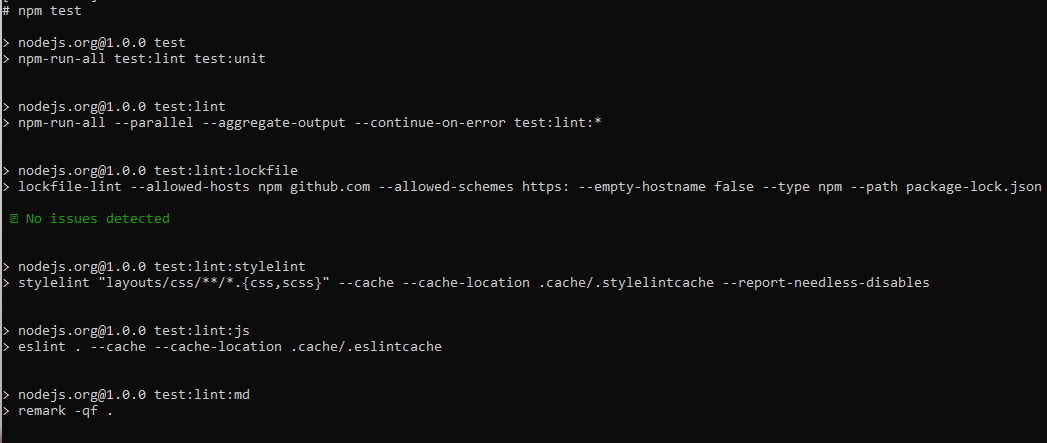 # npm test
> nodejs.org@1.0.0 test
> npm-run-all test:lint test:unit
> nodejs.org@1.0.0 test:lint
> npm-run-all --parallel --aggregate-output --continue-on-error test:lint:*
> nodejs.org@1.0.0 test:lint:lockfile
> lockfile-lint --allowed-hosts npm github.com --allowed-schemes https: --empty-hostname false --type npm --path package-lock.json
No issues detected
> nodejs.org@1.0.0 test:lint:stylelint
> stylelint "layouts/css/**/*.{css,scss}" --cache --cache-location .cache/.stylelintcache --report-needless-disables
> nodejs.org@1.0.0 test:lint:js
> eslint . --cache --cache-location .cache/.eslintcache
> nodejs.org@1.0.0 test:lint:md
> remark -qf .